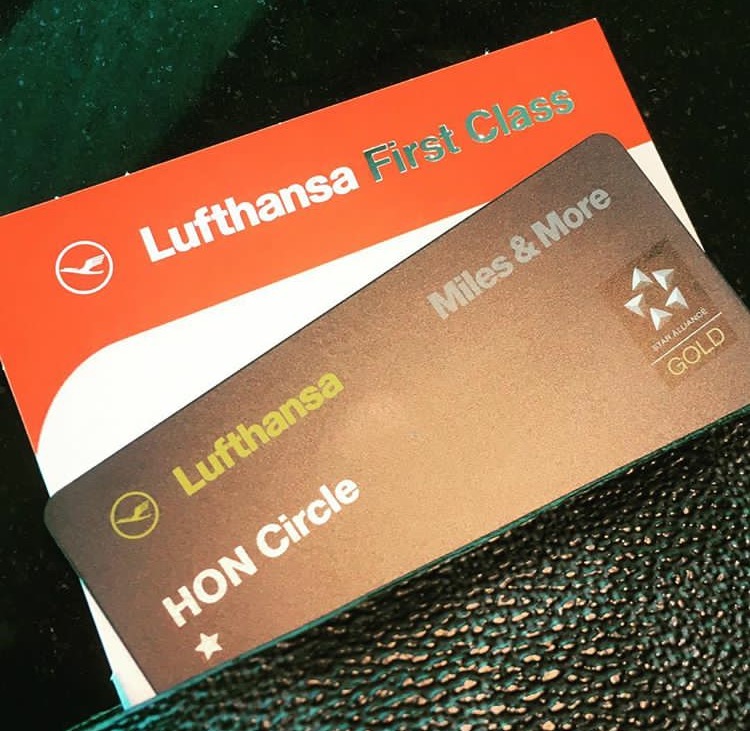 Lufthansa First Class
Miles & More
STAR ALLIANCE
GOLD
Lufthansa
HON Circle